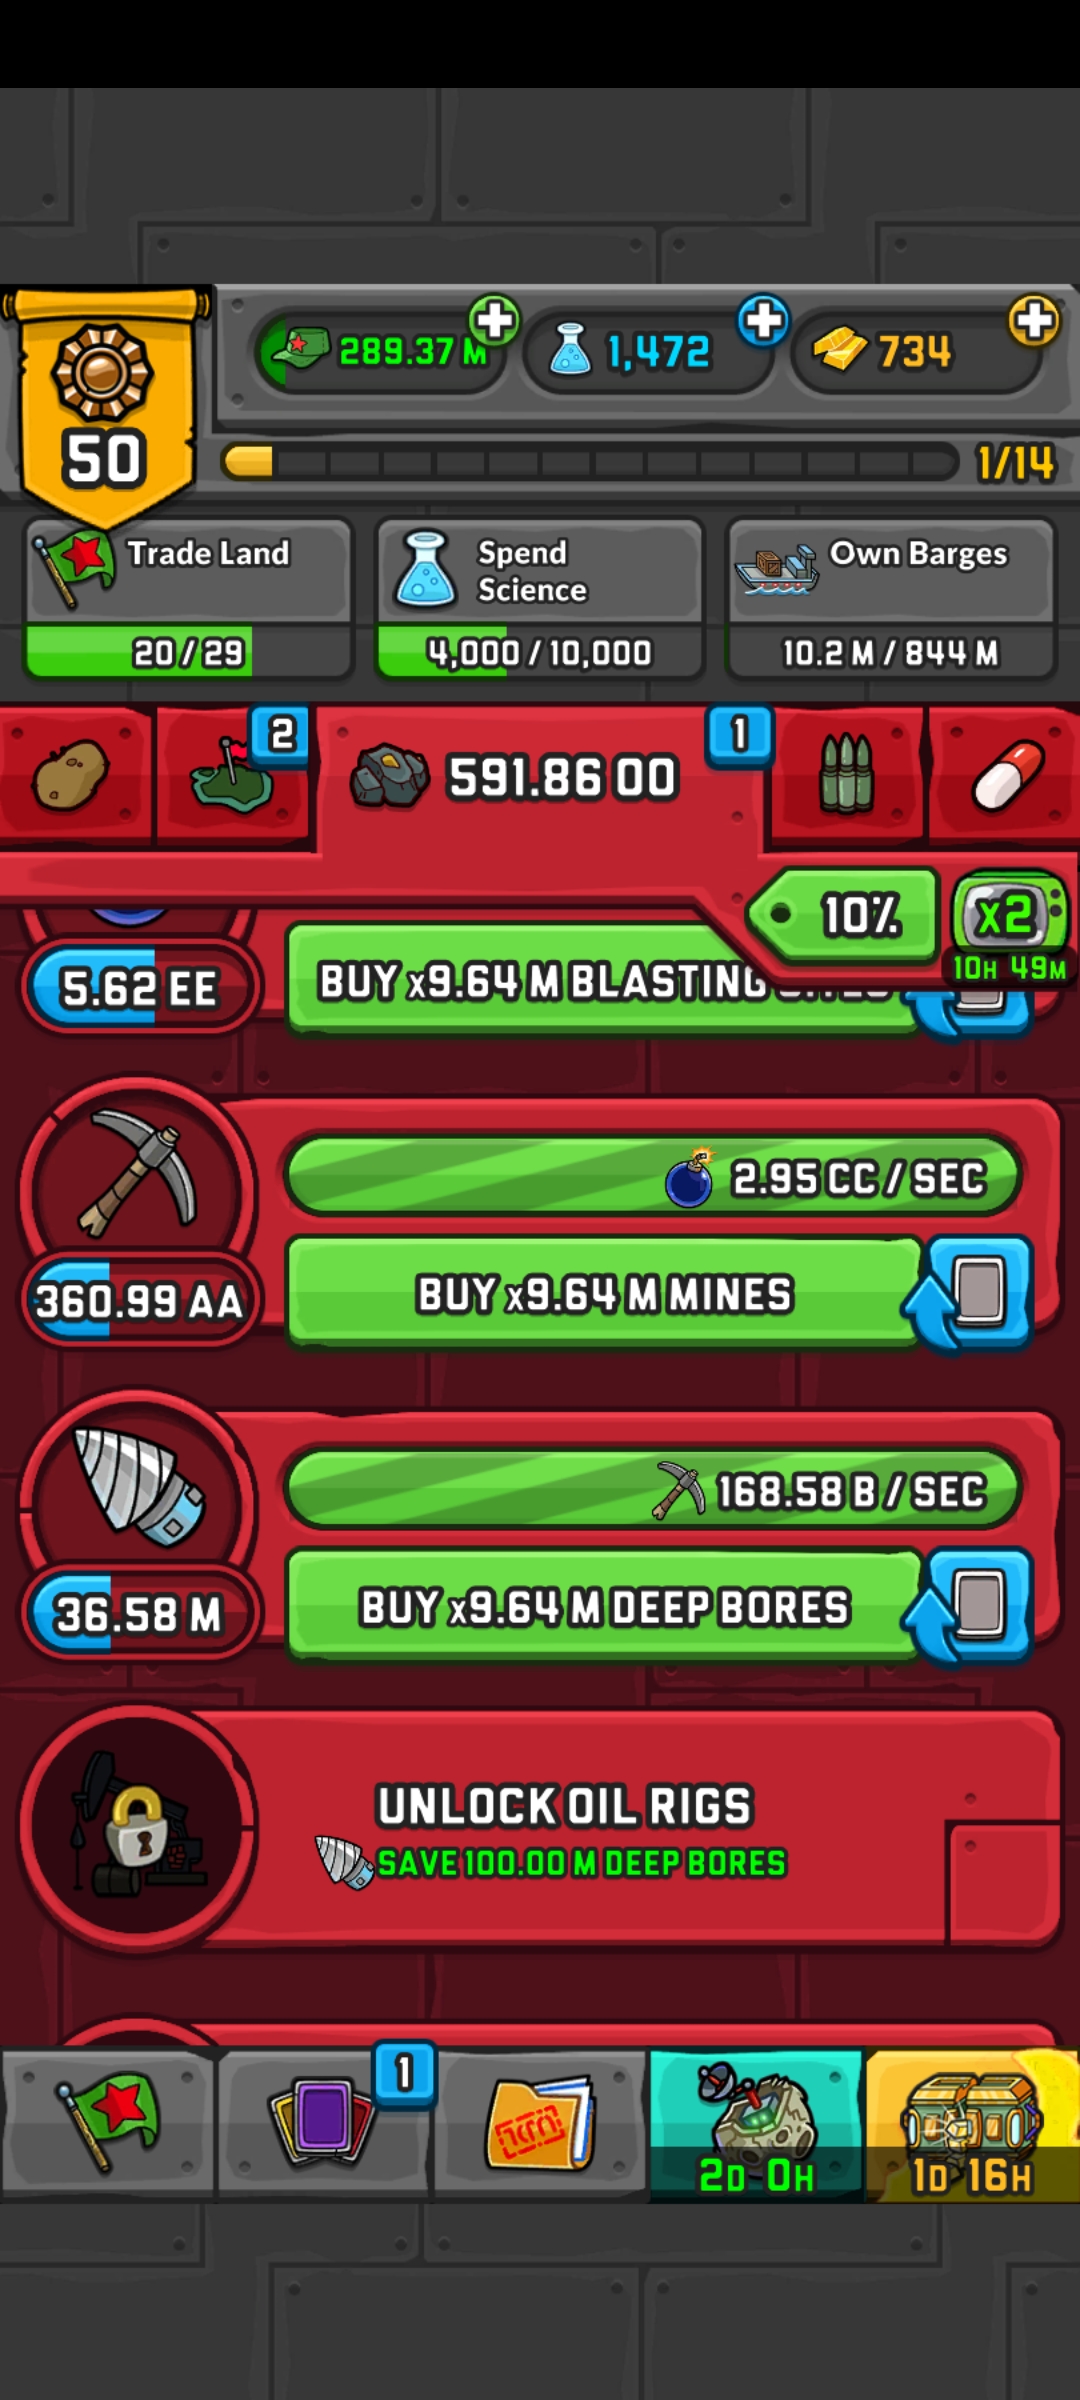 289.37 M
1,472
734
50
1/14
Trade Land
Spend
Science
Own Barges
20/29
4,000/10,000
10.2 M/844 M
2
591.86 OO
1
10%
x2
10H 49M
5.62 EE
BUY x9.64 M BLASTING
2.95 CC/SEC
360.99 AA
BUY x9.64 M MINES
168.58 B/SEC
36.58 M
BUY x9.64 M DEEP BORES
UNLOCK OIL RIGS
SAVE 100.00 M DEEP BORES
1
2D 0H
1D 16H